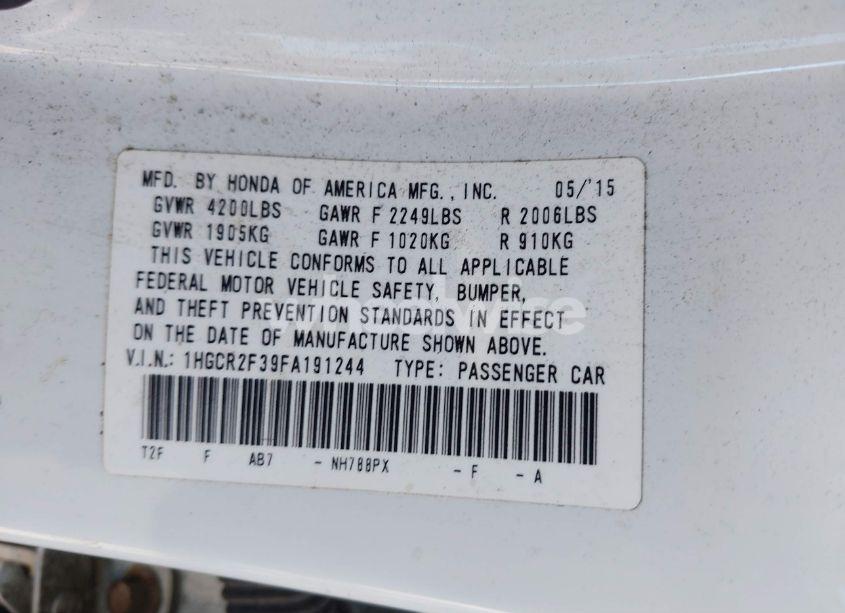 MFD. BY HONDA OF AMERICA MFG., INC. 05/'15
GVWR 4200LBS GAWR F 2249LBS R 2006LBS
GVWR 1905KG GAWR F 1020KG R 910KG
THIS VEHICLE CONFORMS TO ALL APPLICABLE
FEDERAL MOTOR VEHICLE SAFETY, BUMPER,
AND THEFT PREVENTION STANDARDS IN EFFECT
ON THE DATE OF MANUFACTURE SHOWN ABOVE.
V.I.N.: 1HGCR2F39FA191244 TYPE: PASSENGER CAR
T2F F AB7 - NH788PX - F - A